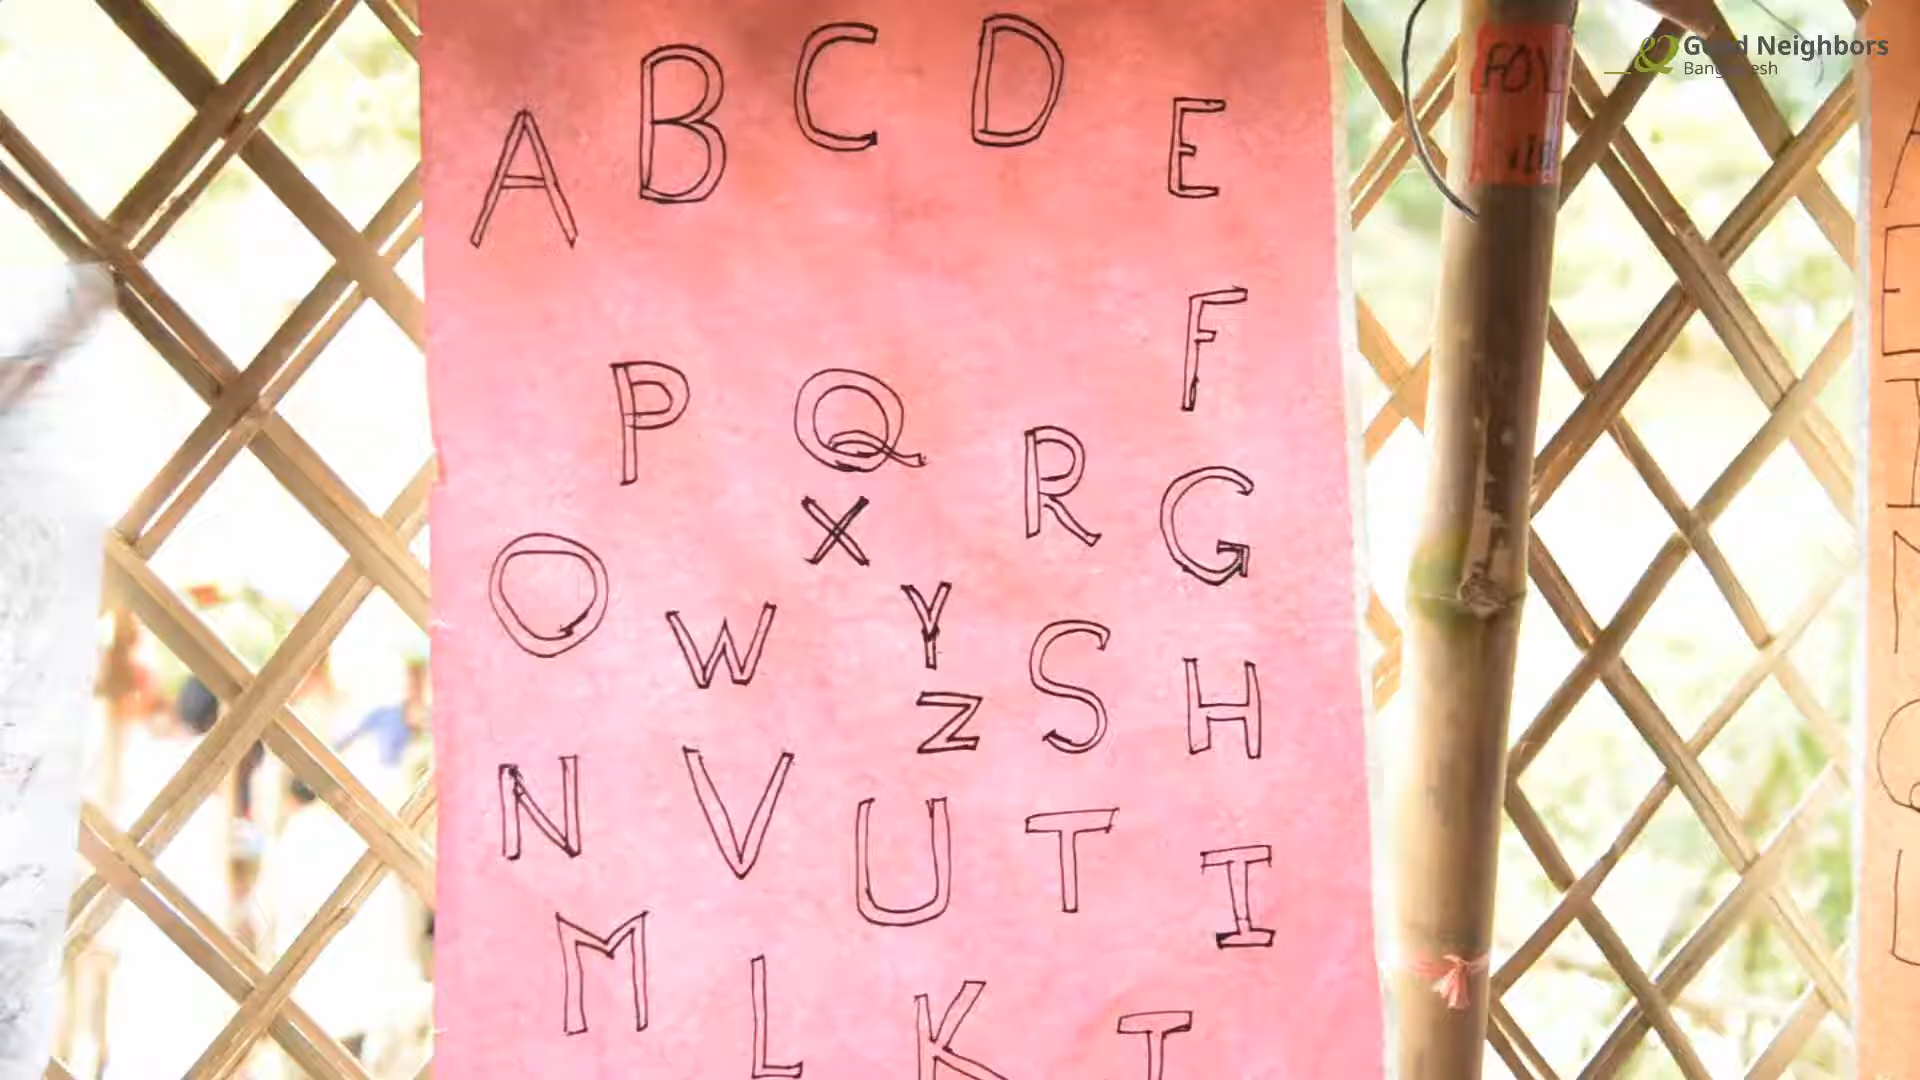 A B C D E
F
P Q R
G
X
O
W Y S
Z H
N V U T
I
M
L K J
Good Neighbors
Bangladesh